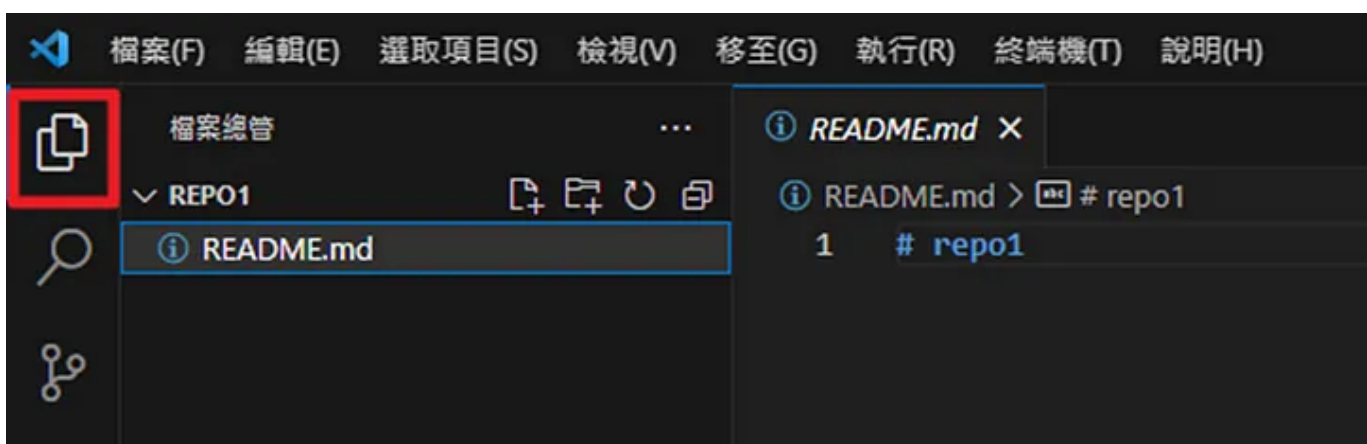 檔案(F) 編輯(E) 選取項目(S) 檢視(V) 移至(G) 執行(R) 終端機(T) 說明(H)
檔案總管 ...
REPO1
README.md
README.md
README.md > # repo1
1 # repo1